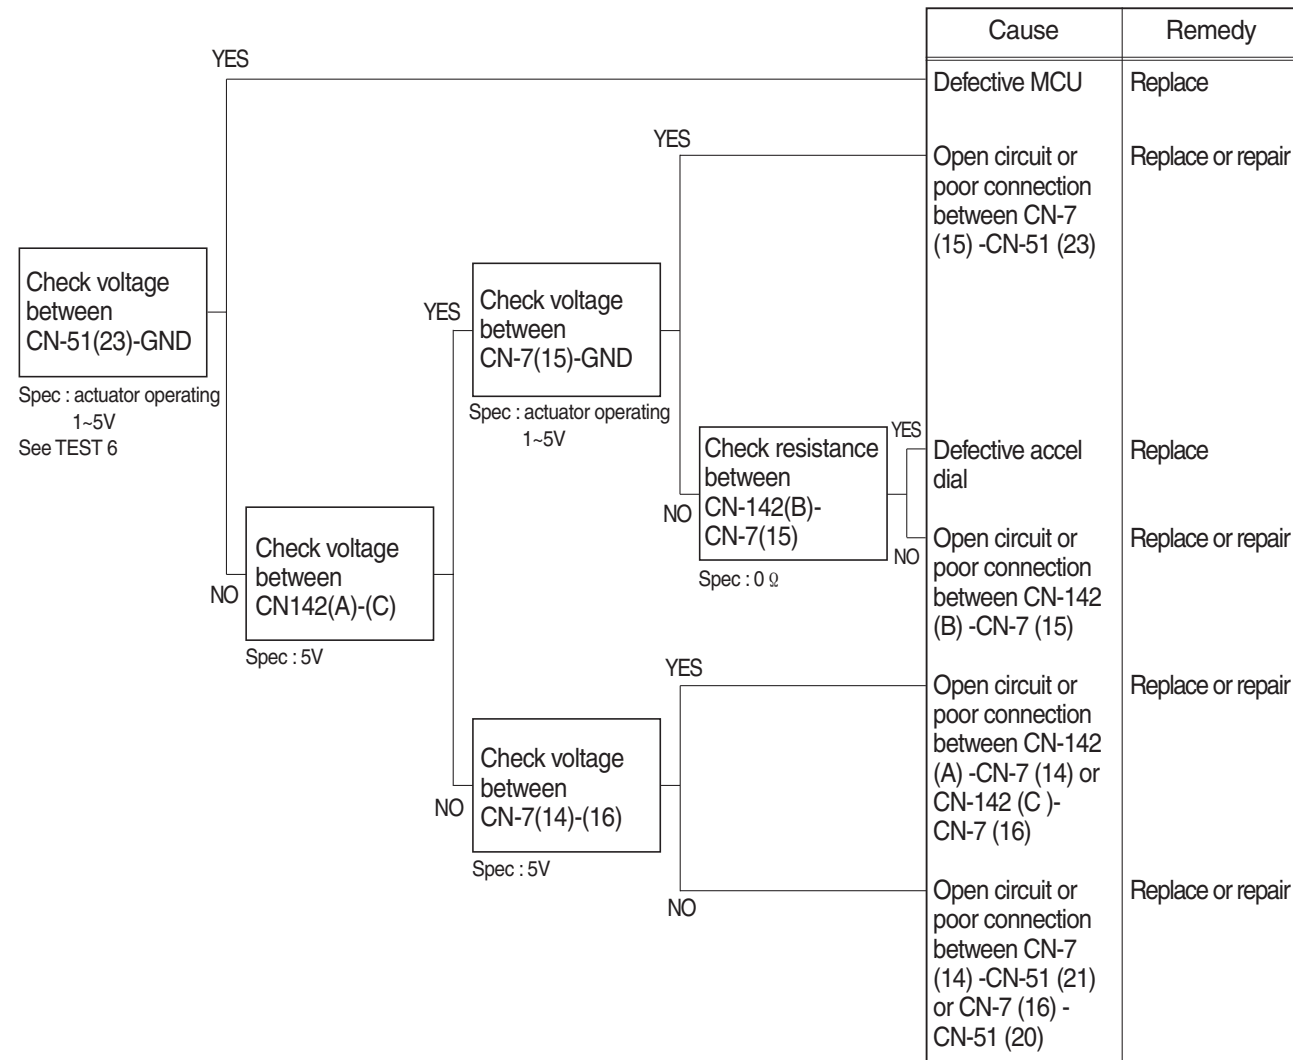 Cause
Remedy
YES
Defective MCU
Replace
YES
Open circuit or
poor connection
between CN-7
(15) -CN-51 (23)
Replace or repair
Check voltage
between
CN-51(23)-GND
Spec : actuator operating
1~5V
See TEST 6
YES
Check voltage
between
CN-7(15)-GND
Spec : actuator operating
1~5V
NO
Check resistance
between
CN-142(B)-
CN-7(15)
Spec : 0 Ω
YES
Defective accel
dial
Replace
NO
Open circuit or
poor connection
between CN-142
(B) -CN-7 (15)
Replace or repair
NO
Check voltage
between
CN142(A)-(C)
Spec : 5V
YES
Open circuit or
poor connection
between CN-142
(A) -CN-7 (14) or
CN-142 (C )-
CN-7 (16)
Replace or repair
NO
Check voltage
between
CN-7(14)-(16)
Spec : 5V
NO
Open circuit or
poor connection
between CN-7
(14) -CN-51 (21)
or CN-7 (16) -
CN-51 (20)
Replace or repair